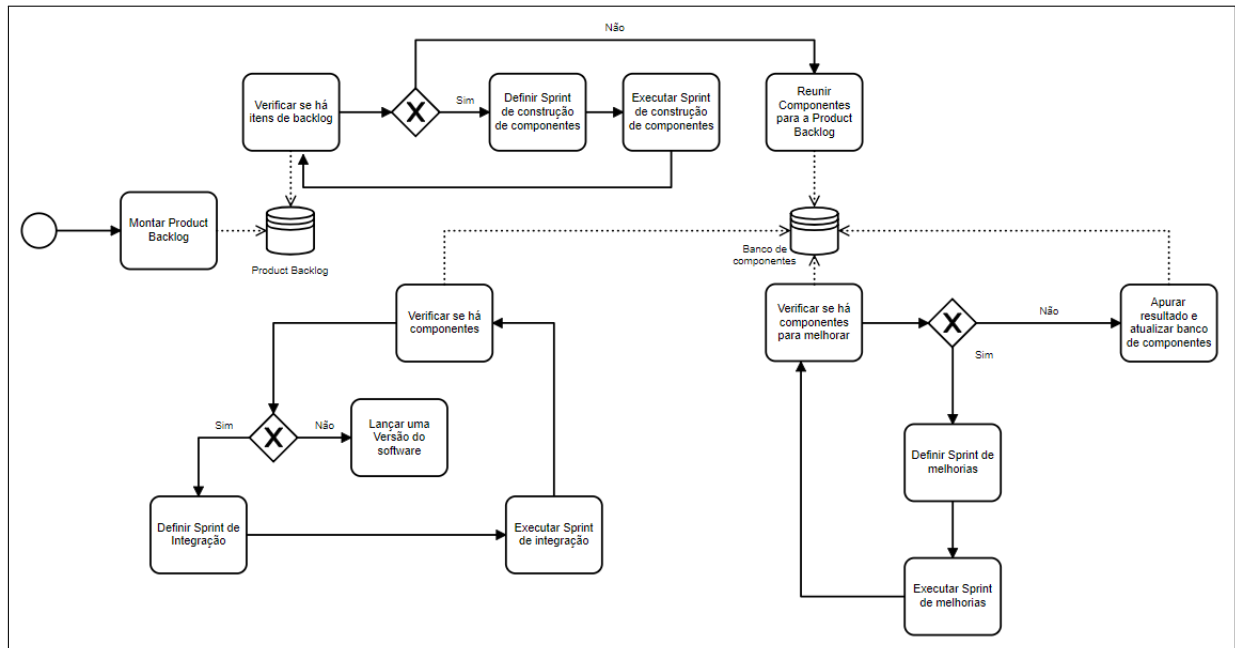 Não
Verificar se há
itens de backlog
Sim
Definir Sprint
de construção
de componentes
Executar Sprint
de construção
de componentes
Reunir
Componentes
para a Product
Backlog
Montar Product
Backlog
Product Backlog
Banco de
componentes
Verificar se há
componentes
Verificar se há
componentes
para melhorar
Não
Sim
Apurar
resultado e
atualizar banco
de componentes
Sim
Não
Lançar uma
Versão do
software
Definir Sprint de
melhorias
Definir Sprint de
Integração
Executar Sprint
de integração
Executar Sprint
de melhorias